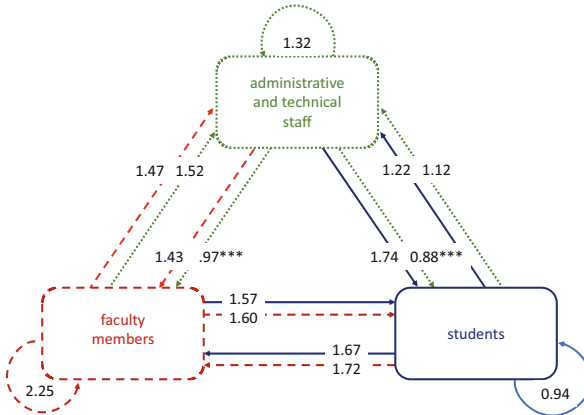 1.32
administrative
and technical
staff
1.47 1.52
1.22 1.12
1.43 .97***
1.74 0.88***
faculty
members
1.57
1.60
1.67
1.72
students
2.25
0.94